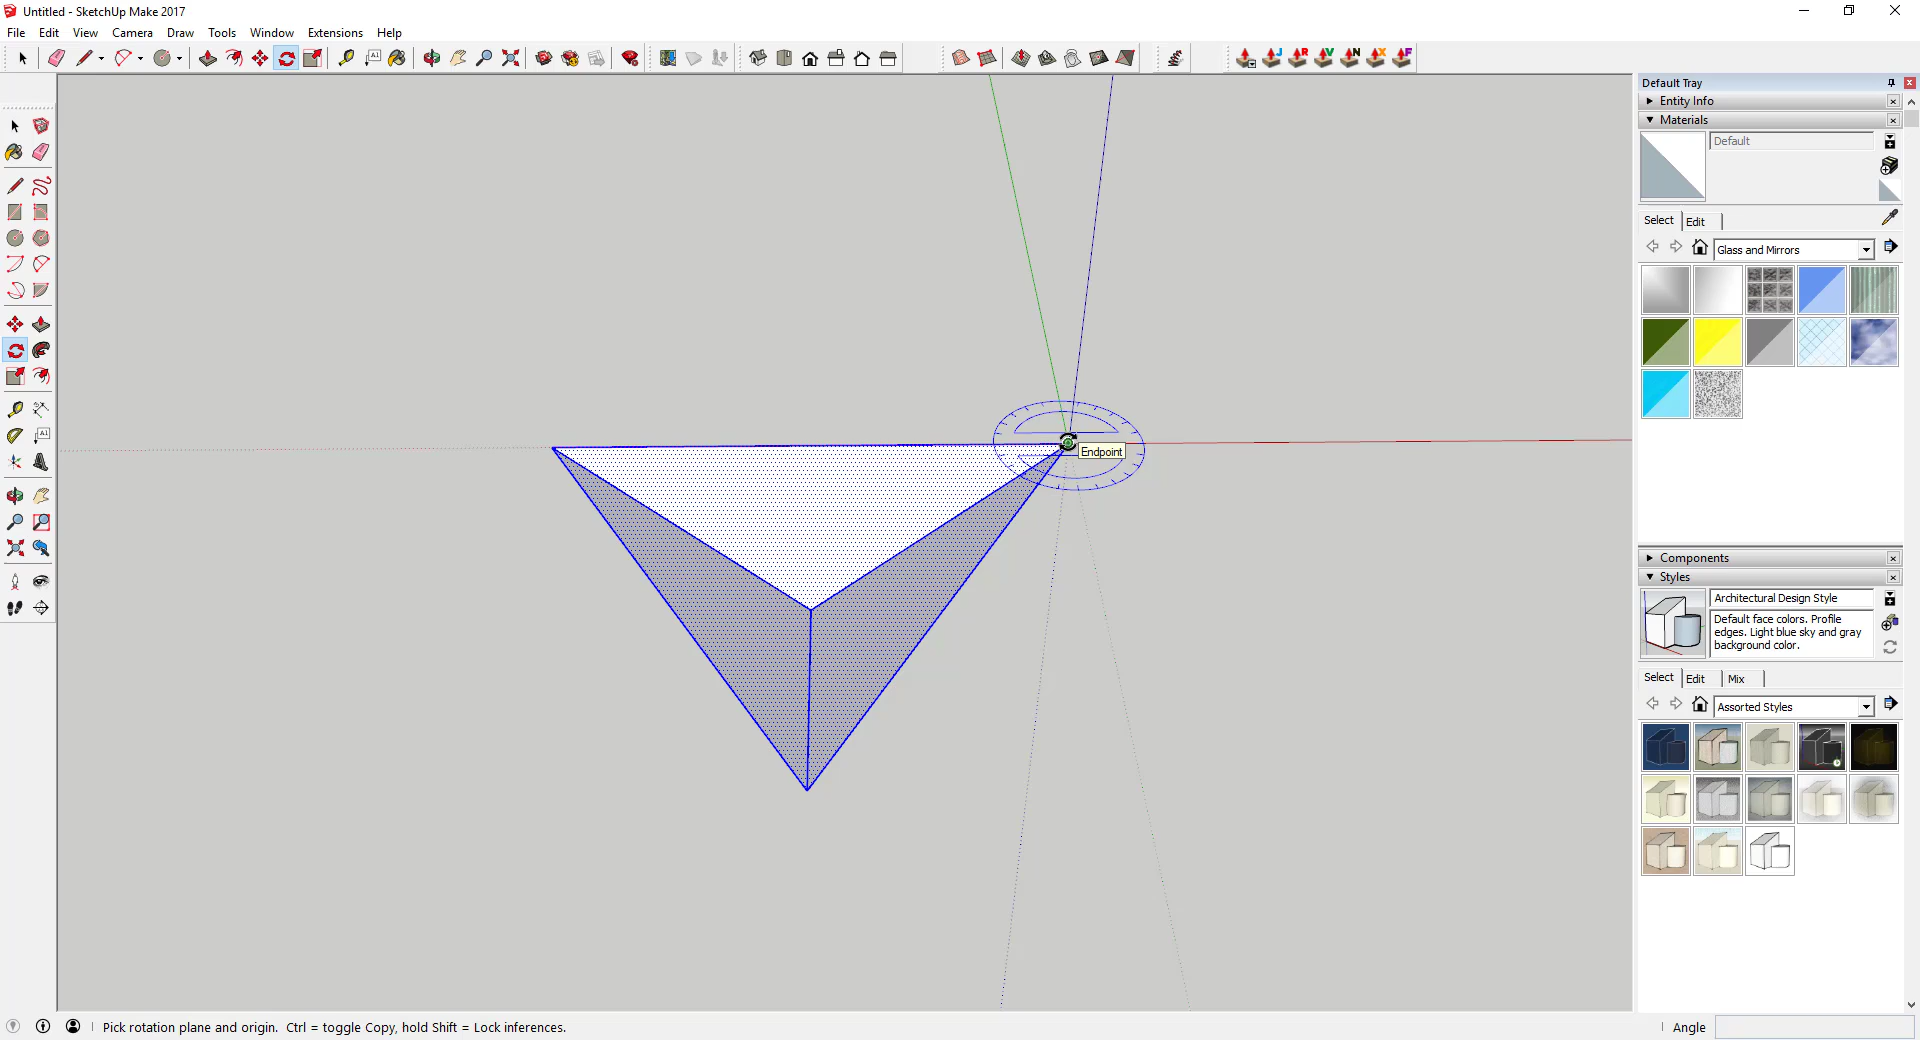 Untitled - SketchUp Make 2017
File Edit View Camera Draw Tools Window Extensions Help
J R V N X F
Default Tray
Entity Info
Materials
Default
A1
Select Edit
Glass and Mirrors
A1
Endpoint
Components
Styles
Architectural Design Style
Default face colors. Profile
edges. Light blue sky and gray
background color.
Select Edit Mix
Assorted Styles
Pick rotation plane and origin. Ctrl = toggle Copy, hold Shift = Lock inferences.
Angle